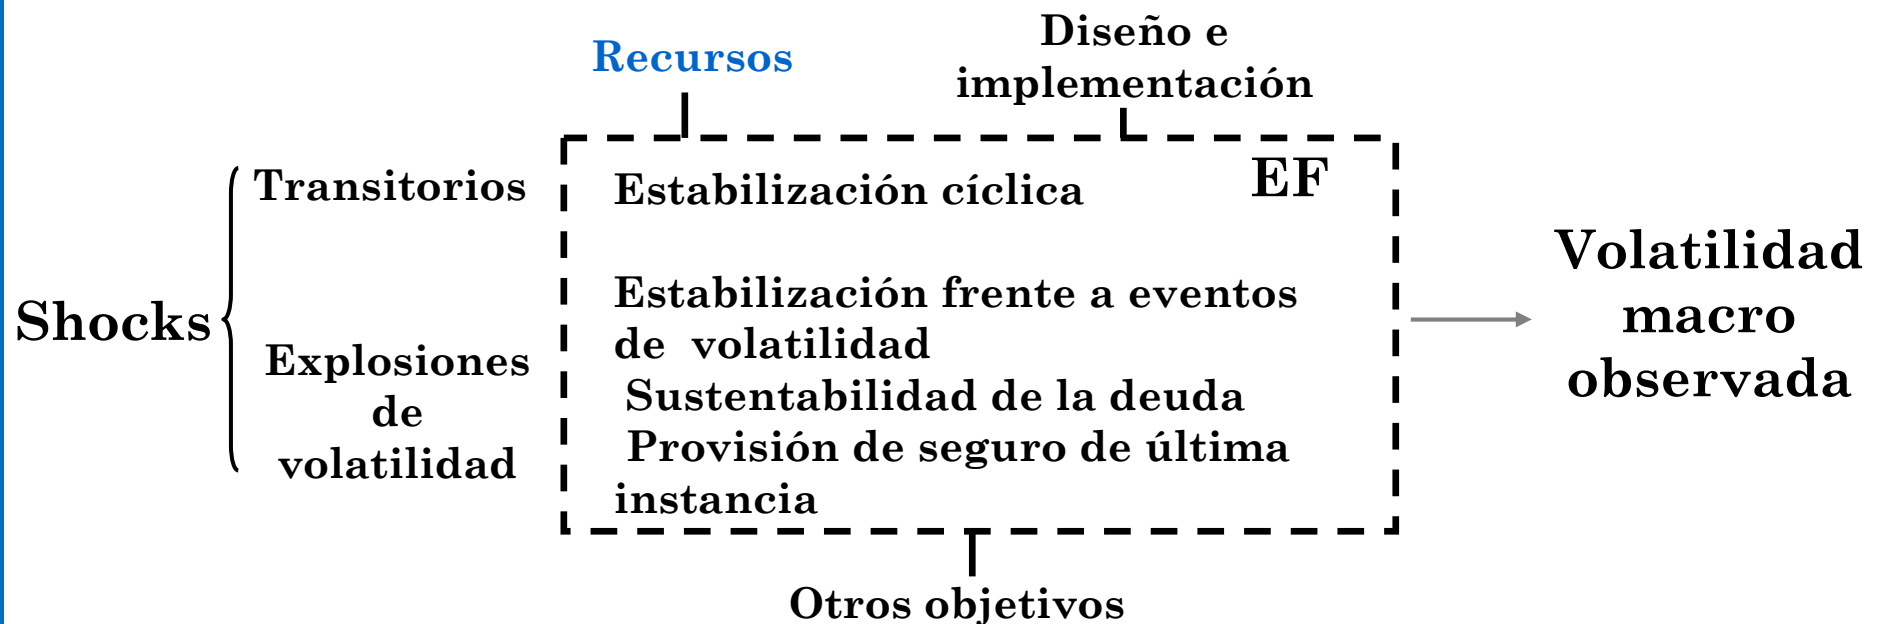 Recursos
Diseño e
implementación
EF
Transitorios
Estabilización cíclica
Shocks
Explosiones
de
volatilidad
Estabilización frente a eventos
de volatilidad
Sustentabilidad de la deuda
Provisión de seguro de última
instancia
Volatilidad
macro
observada
Otros objetivos